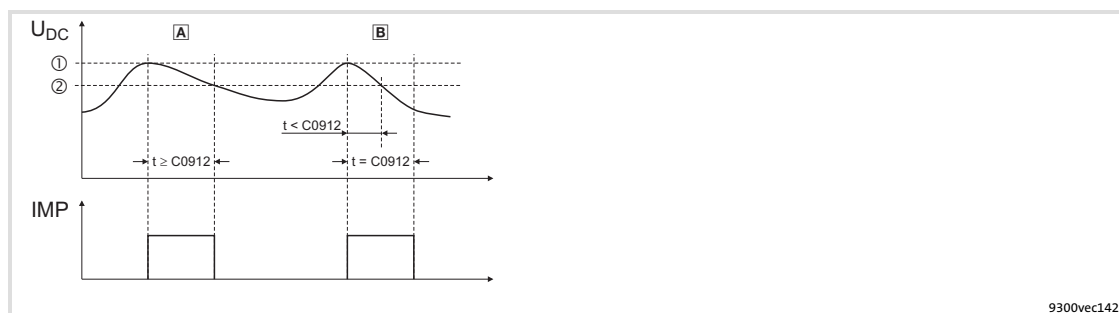 U_DC
A
B
①
②
t < C0912
t ≥ C0912
t = C0912
IMP
9300vec142